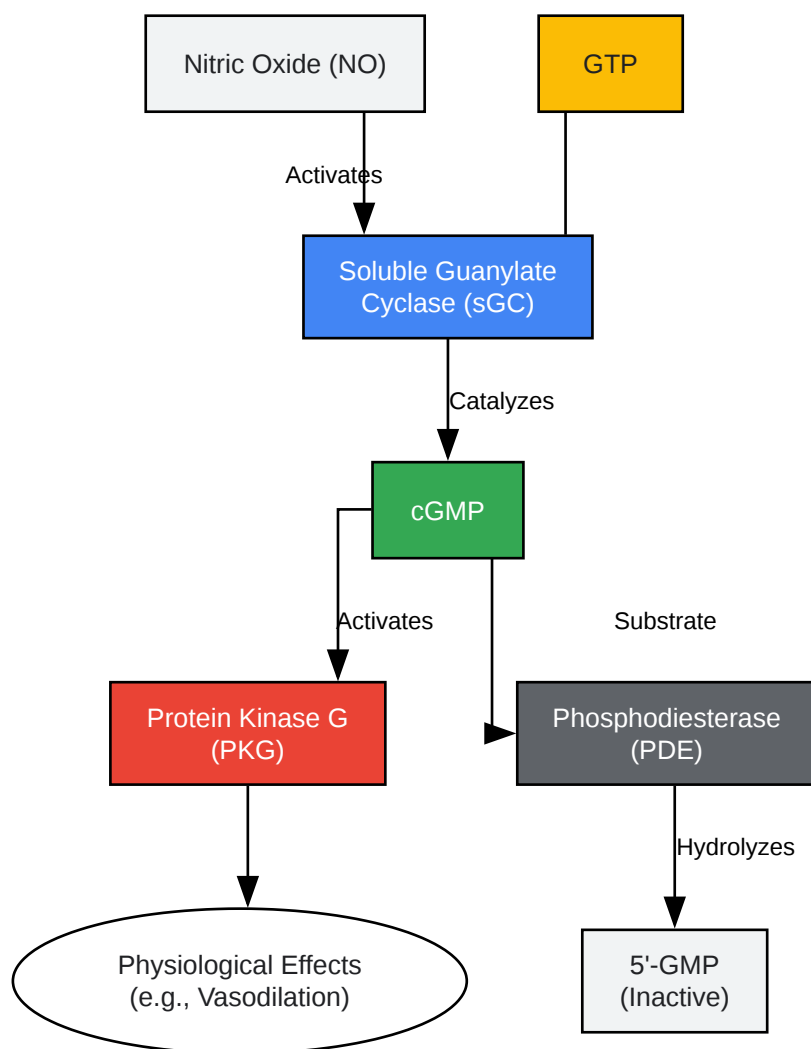 Nitric Oxide (NO)
GTP
Activates
Soluble Guanylate
Cyclase (sGC)
Catalyzes
cGMP
Activates
Substrate
Protein Kinase G
(PKG)
Phosphodiesterase
(PDE)
Hydrolyzes
Physiological Effects
(e.g., Vasodilation)
5'-GMP
(Inactive)